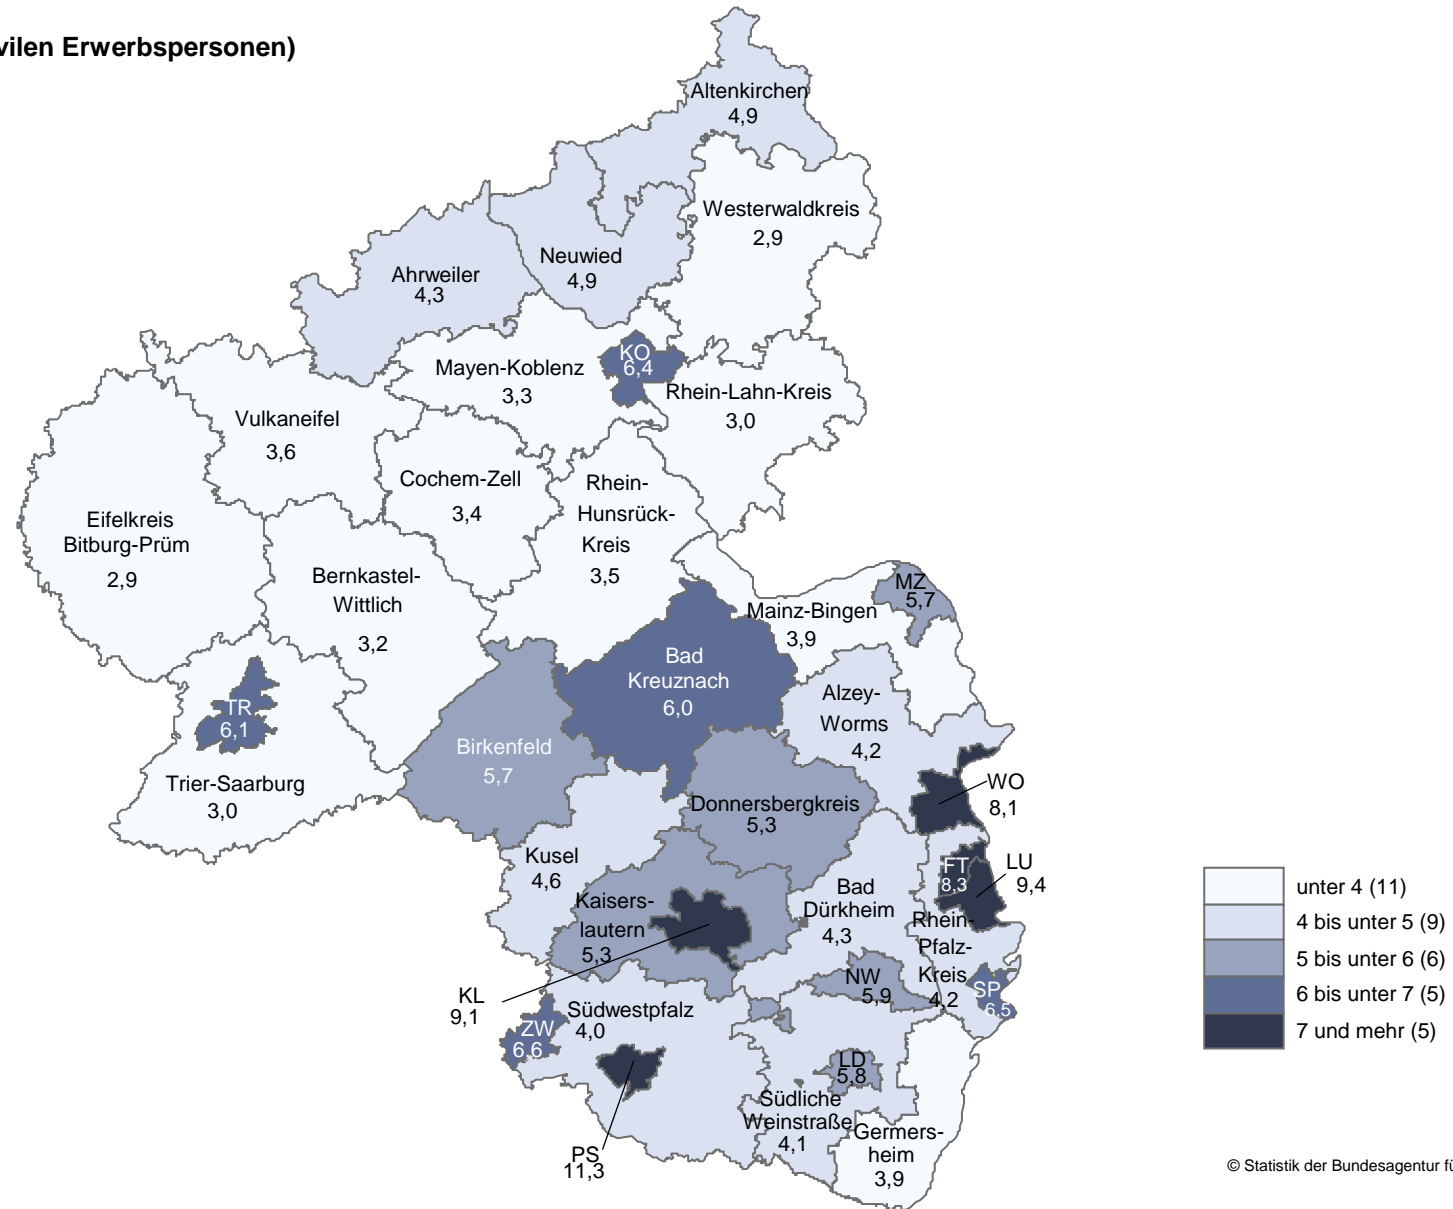 vilen Erwerbspersonen)
Altenkirchen
4,9
Westerwaldkreis
2,9
Neuwied
4,9
Ahrweiler
4,3
KO
6,4
Mayen-Koblenz
3,3
Rhein-Lahn-Kreis
3,0
Vulkaneifel
3,6
Cochem-Zell
3,4
Rhein-
Hunsrück-
Kreis
3,5
Eifelkreis
Bitburg-Prüm
2,9
Bernkastel-
Wittlich
3,2
MZ
5,7
Mainz-Bingen
3,9
Bad
Kreuznach
6,0
Alzey-
Worms
4,2
TR
6,1
Birkenfeld
5,7
Trier-Saarburg
3,0
WO
8,1
Donnersbergkreis
5,3
Kusel
4,6
FT
8,3
LU
9,4
Kaisers-
lautern
5,3
Bad
Dürkheim
4,3
Rhein-
Pfalz-
Kreis
4,2
NW
5,9
SP
6,5
KL
9,1
Südwestpfalz
4,0
ZW
6,6
LD
5,8
Südliche
Weinstraße
4,1
Germers-
heim
3,9
PS
11,3
unter 4 (11)
4 bis unter 5 (9)
5 bis unter 6 (6)
6 bis unter 7 (5)
7 und mehr (5)
© Statistik der Bundesagentur fü